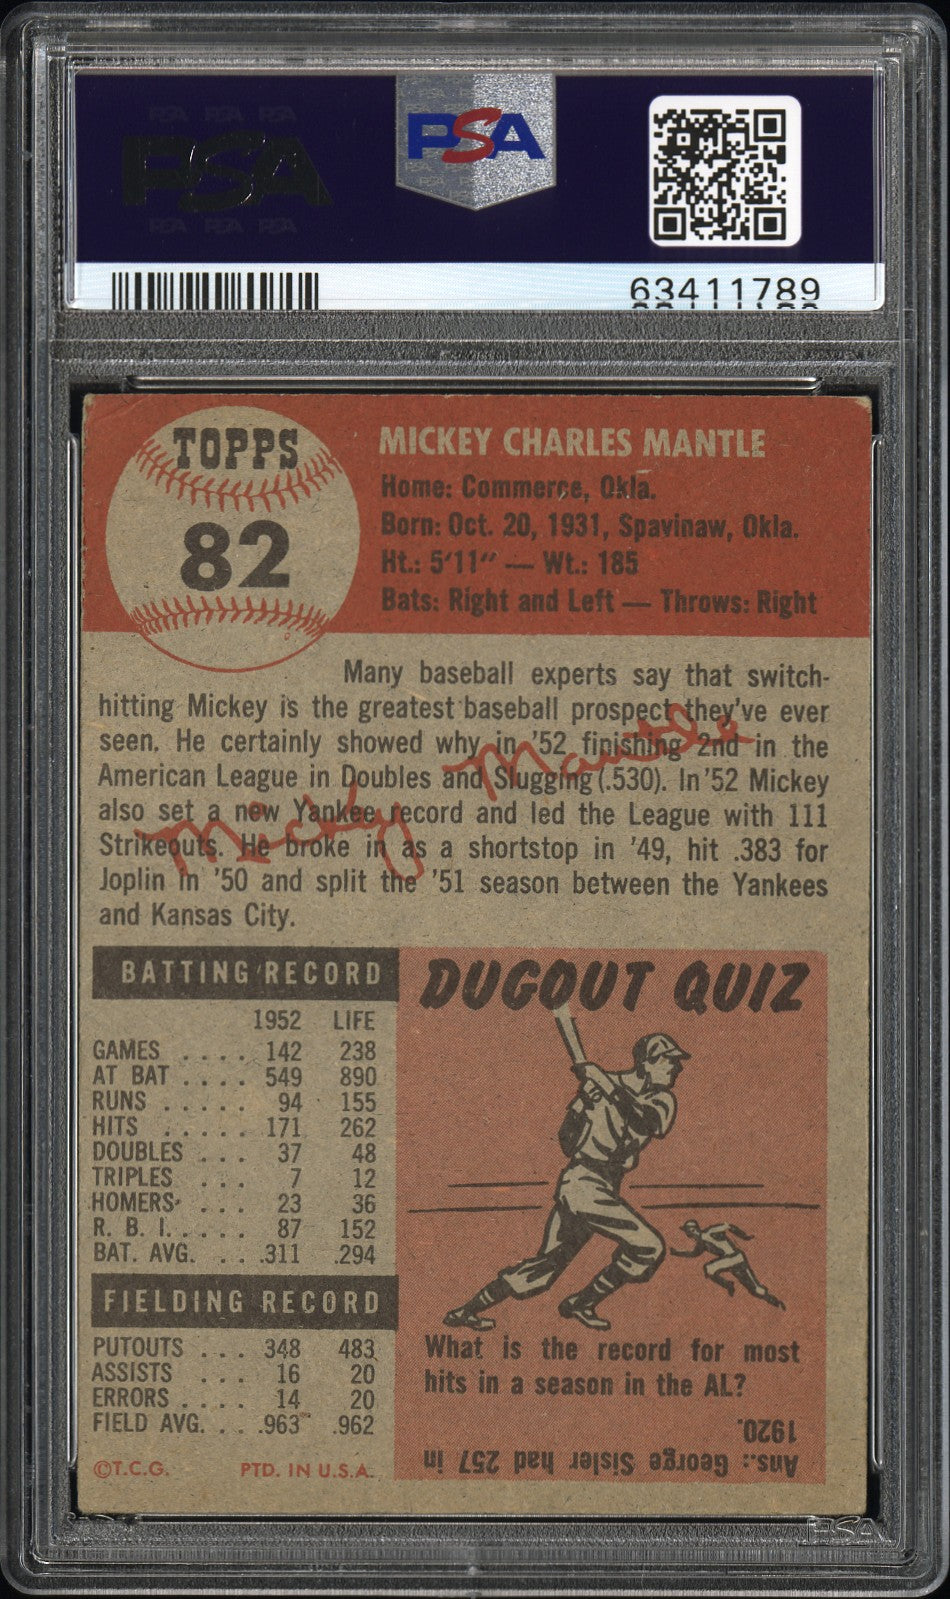 PSA PSA PSA
PSA
PSA PSA PSA
PSA
63411789
TOPPS
82
MICKEY CHARLES MANTLE
Home: Commerce, Okla.
Born: Oct. 20, 1931, Spavinaw, Okla.
Ht.: 5'11" — Wt.: 185
Bats: Right and Left — Throws: Right
Many baseball experts say that switch-
hitting Mickey is the greatest baseball prospect they've ever
seen. He certainly showed why in '52 finishing 2nd in the
American League in Doubles and Slugging (.530). In '52 Mickey
also set a new Yankee record and led the League with 111
Strikeouts. He broke in as a shortstop in '49, hit .383 for
Joplin in '50 and split the '51 season between the Yankees
and Kansas City.
Mickey Mantle
BATTING RECORD
1952 LIFE
GAMES .... 142 238
AT BAT .... 549 890
RUNS ..... 94 155
HITS ..... 171 262
DOUBLES ... 37 48
TRIPLES ... 7 12
HOMERS ... 23 36
R. B. I. .... 87 152
BAT. AVG. ... .311 .294
FIELDING RECORD
PUTOUTS ... 348 483
ASSISTS ... 16 20
ERRORS .... 14 20
FIELD AVG. ... .963 .962
©T.C.G. PTD. IN U.S.A.
DUGOUT QUIZ
What is the record for most
hits in a season in the AL?
Ans.: George Sisler had 257 in
1920.
PSA